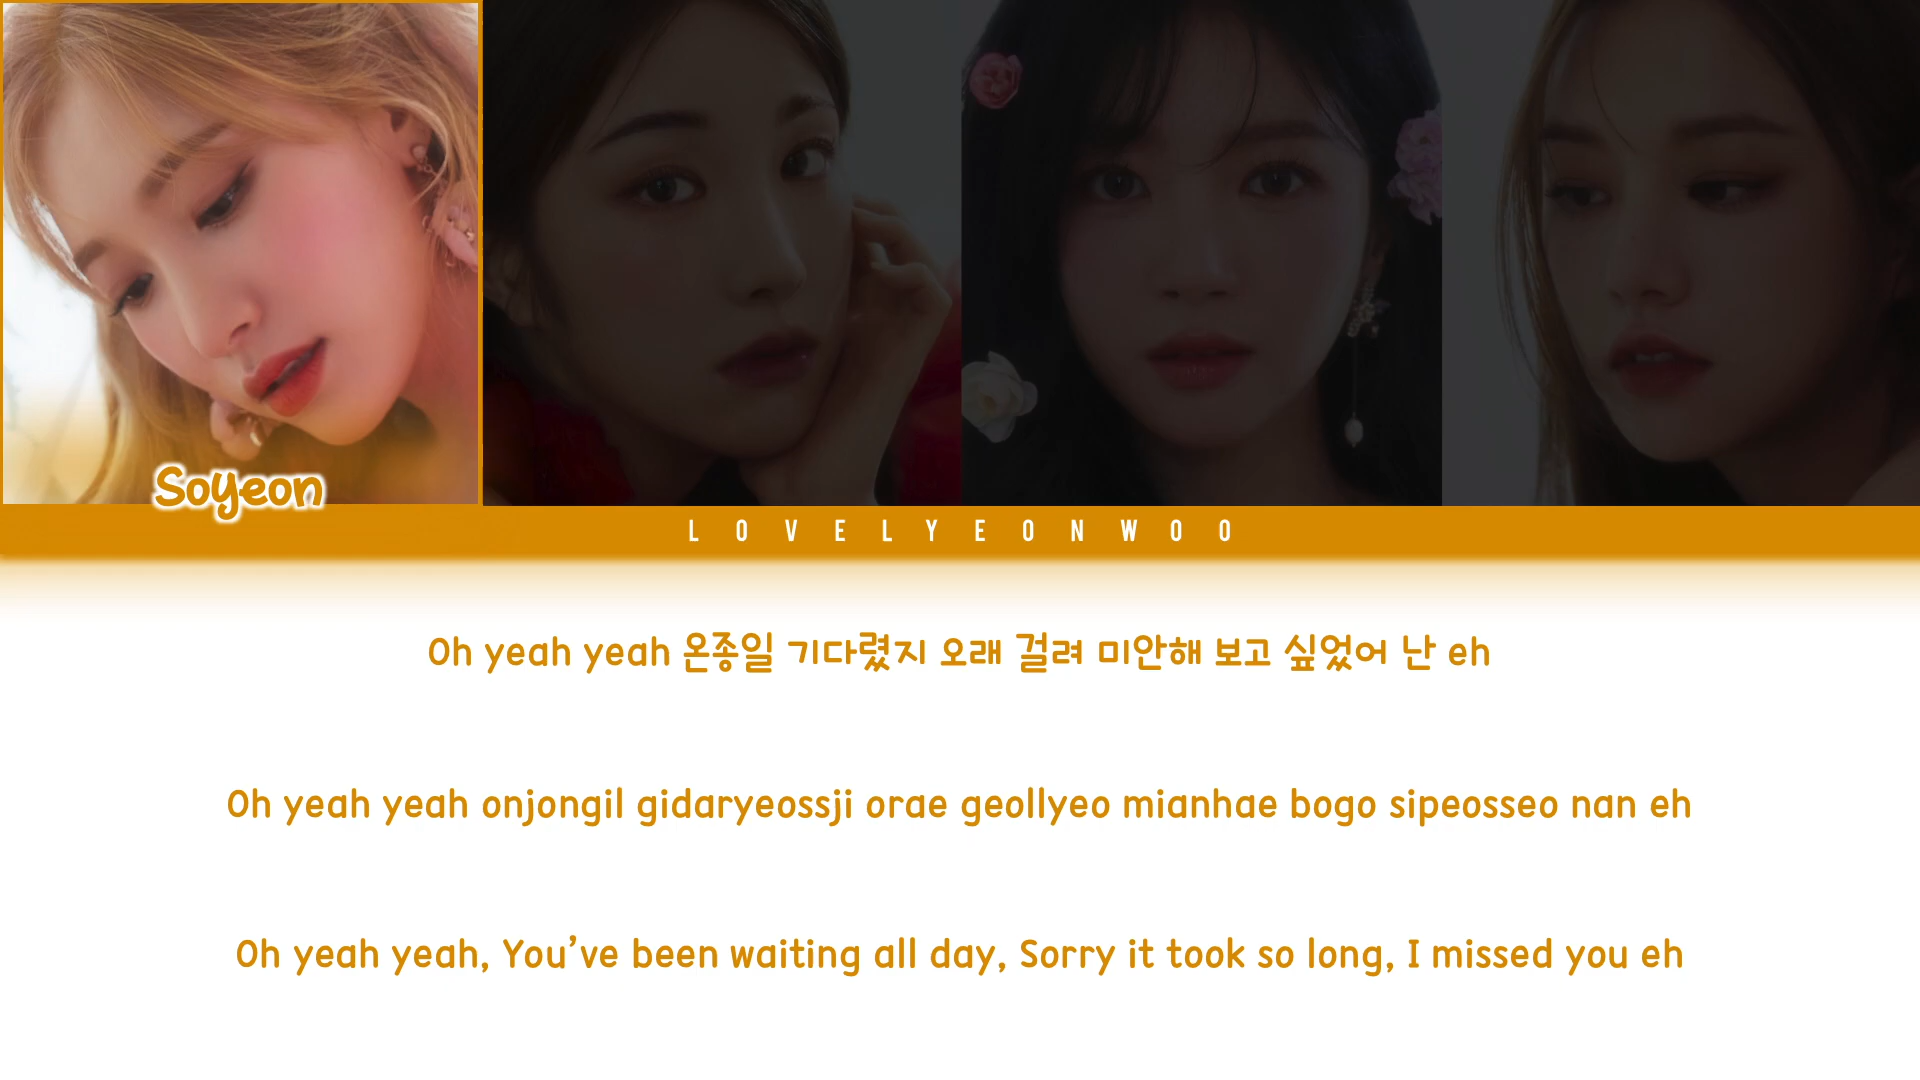 Soyeon
LOVELYEONWOO
Oh yeah yeah 온종일 기다렸지 오래 걸려 미안해 보고 싶었어 난 eh
Oh yeah yeah onjongil gidaryeossji orae geollyeo mianhae bogo sipeosseo nan eh
Oh yeah yeah, You’ve been waiting all day, Sorry it took so long, I missed you eh